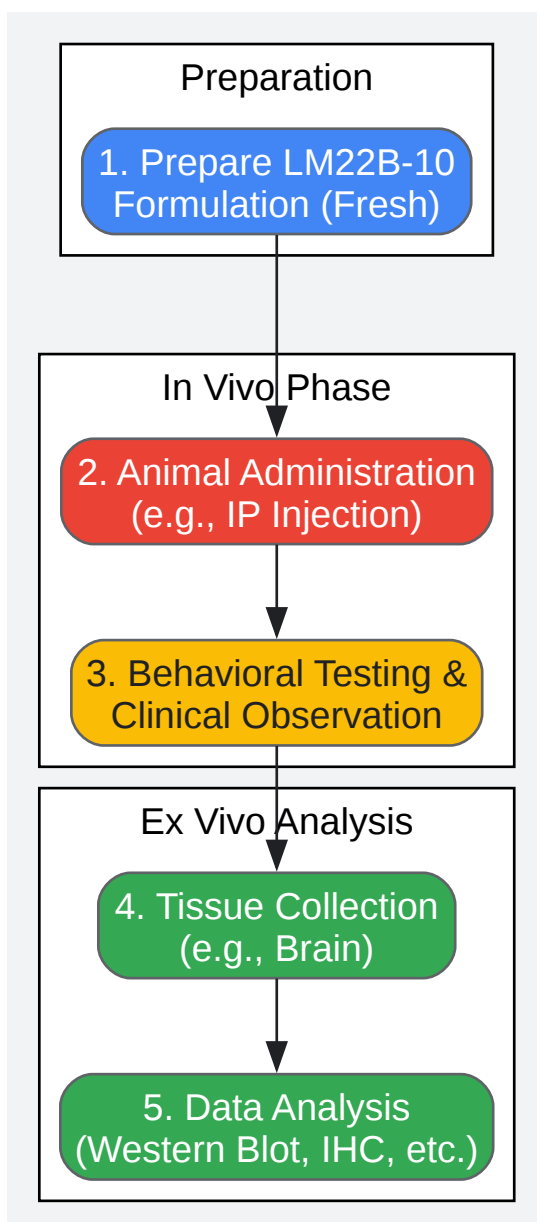 Preparation
1. Prepare LM22B-10
Formulation (Fresh)
In Vivo Phase
2. Animal Administration
(e.g., IP Injection)
3. Behavioral Testing &
Clinical Observation
Ex Vivo Analysis
4. Tissue Collection
(e.g., Brain)
5. Data Analysis
(Western Blot, IHC, etc.)